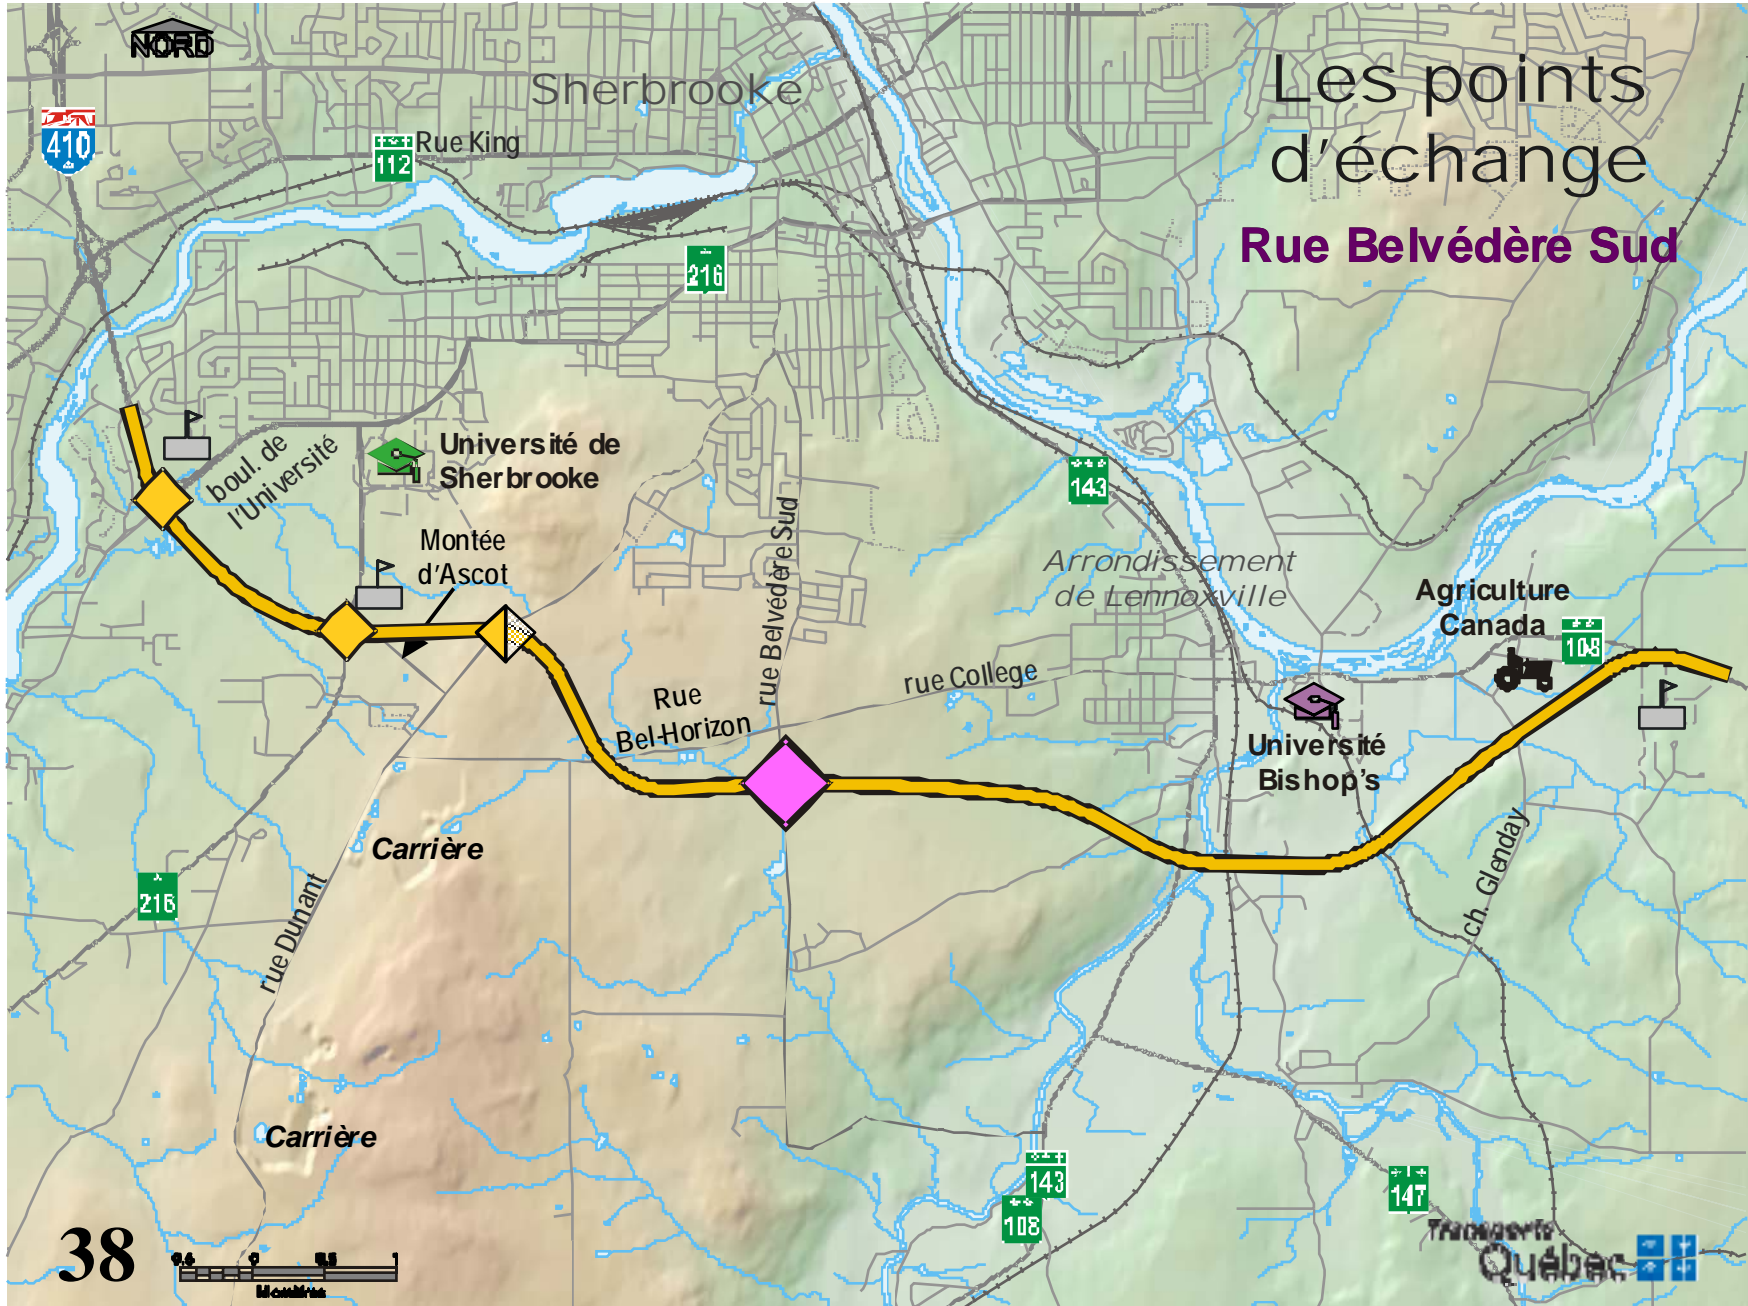 NORD
Sherbrooke
Les points
d'échange
Rue Belvédère Sud
410
112
Rue King
216
boul. de
l'Université
Université de
Sherbrooke
Montée
d'Ascot
rue Belvédère Sud
143
Arrondissement
de Lennoxville
Agriculture
Canada
108
Rue
Bel-Horizon
rue College
Université
Bishop's
Carrière
216
rue Dunant
ch. Glenday
Carrière
143
108
147
38
0
1
Transports
Québec